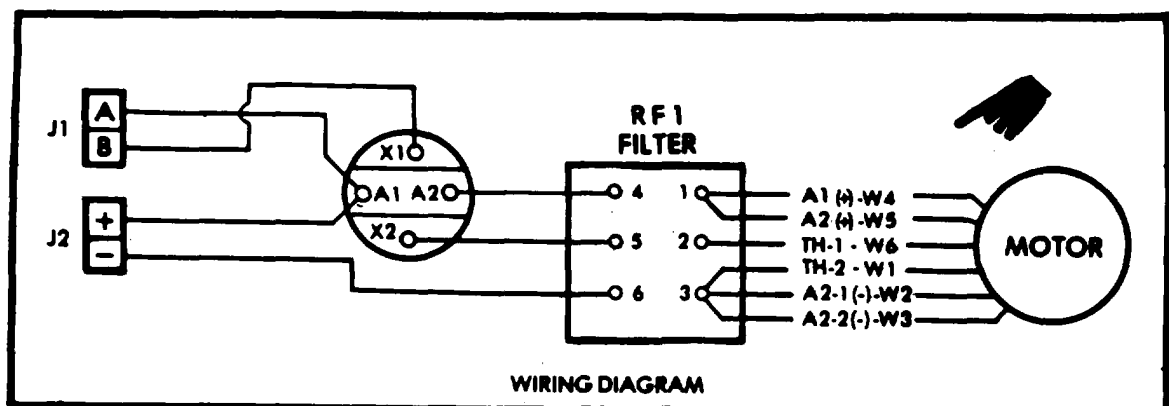 J1
A
B
J2
+
−
X1
A1 A2
X2
RF1
FILTER
4 1
5 2
6 3
A1 (+)-W4
A2 (+)-W5
TH-1 - W6
TH-2 - W1
A2-1(-)-W2
A2-2(-)-W3
MOTOR
WIRING DIAGRAM